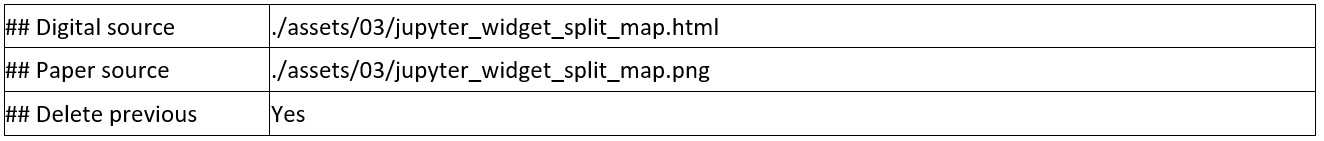 ## Digital source ./assets/03/jupyter_widget_split_map.html
## Paper source ./assets/03/jupyter_widget_split_map.png
## Delete previous Yes